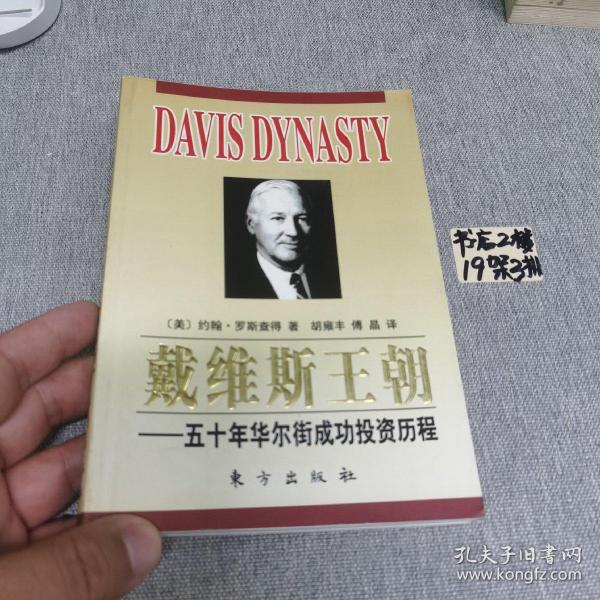 DAVIS DYNASTY
〔美〕约翰·罗斯查得 著 胡雍丰 傅晶 译
戴维斯王朝
——五十年华尔街成功投资历程
东方出版社
书店2楼
19架3排
孔夫子旧书网
www.kongfz.com